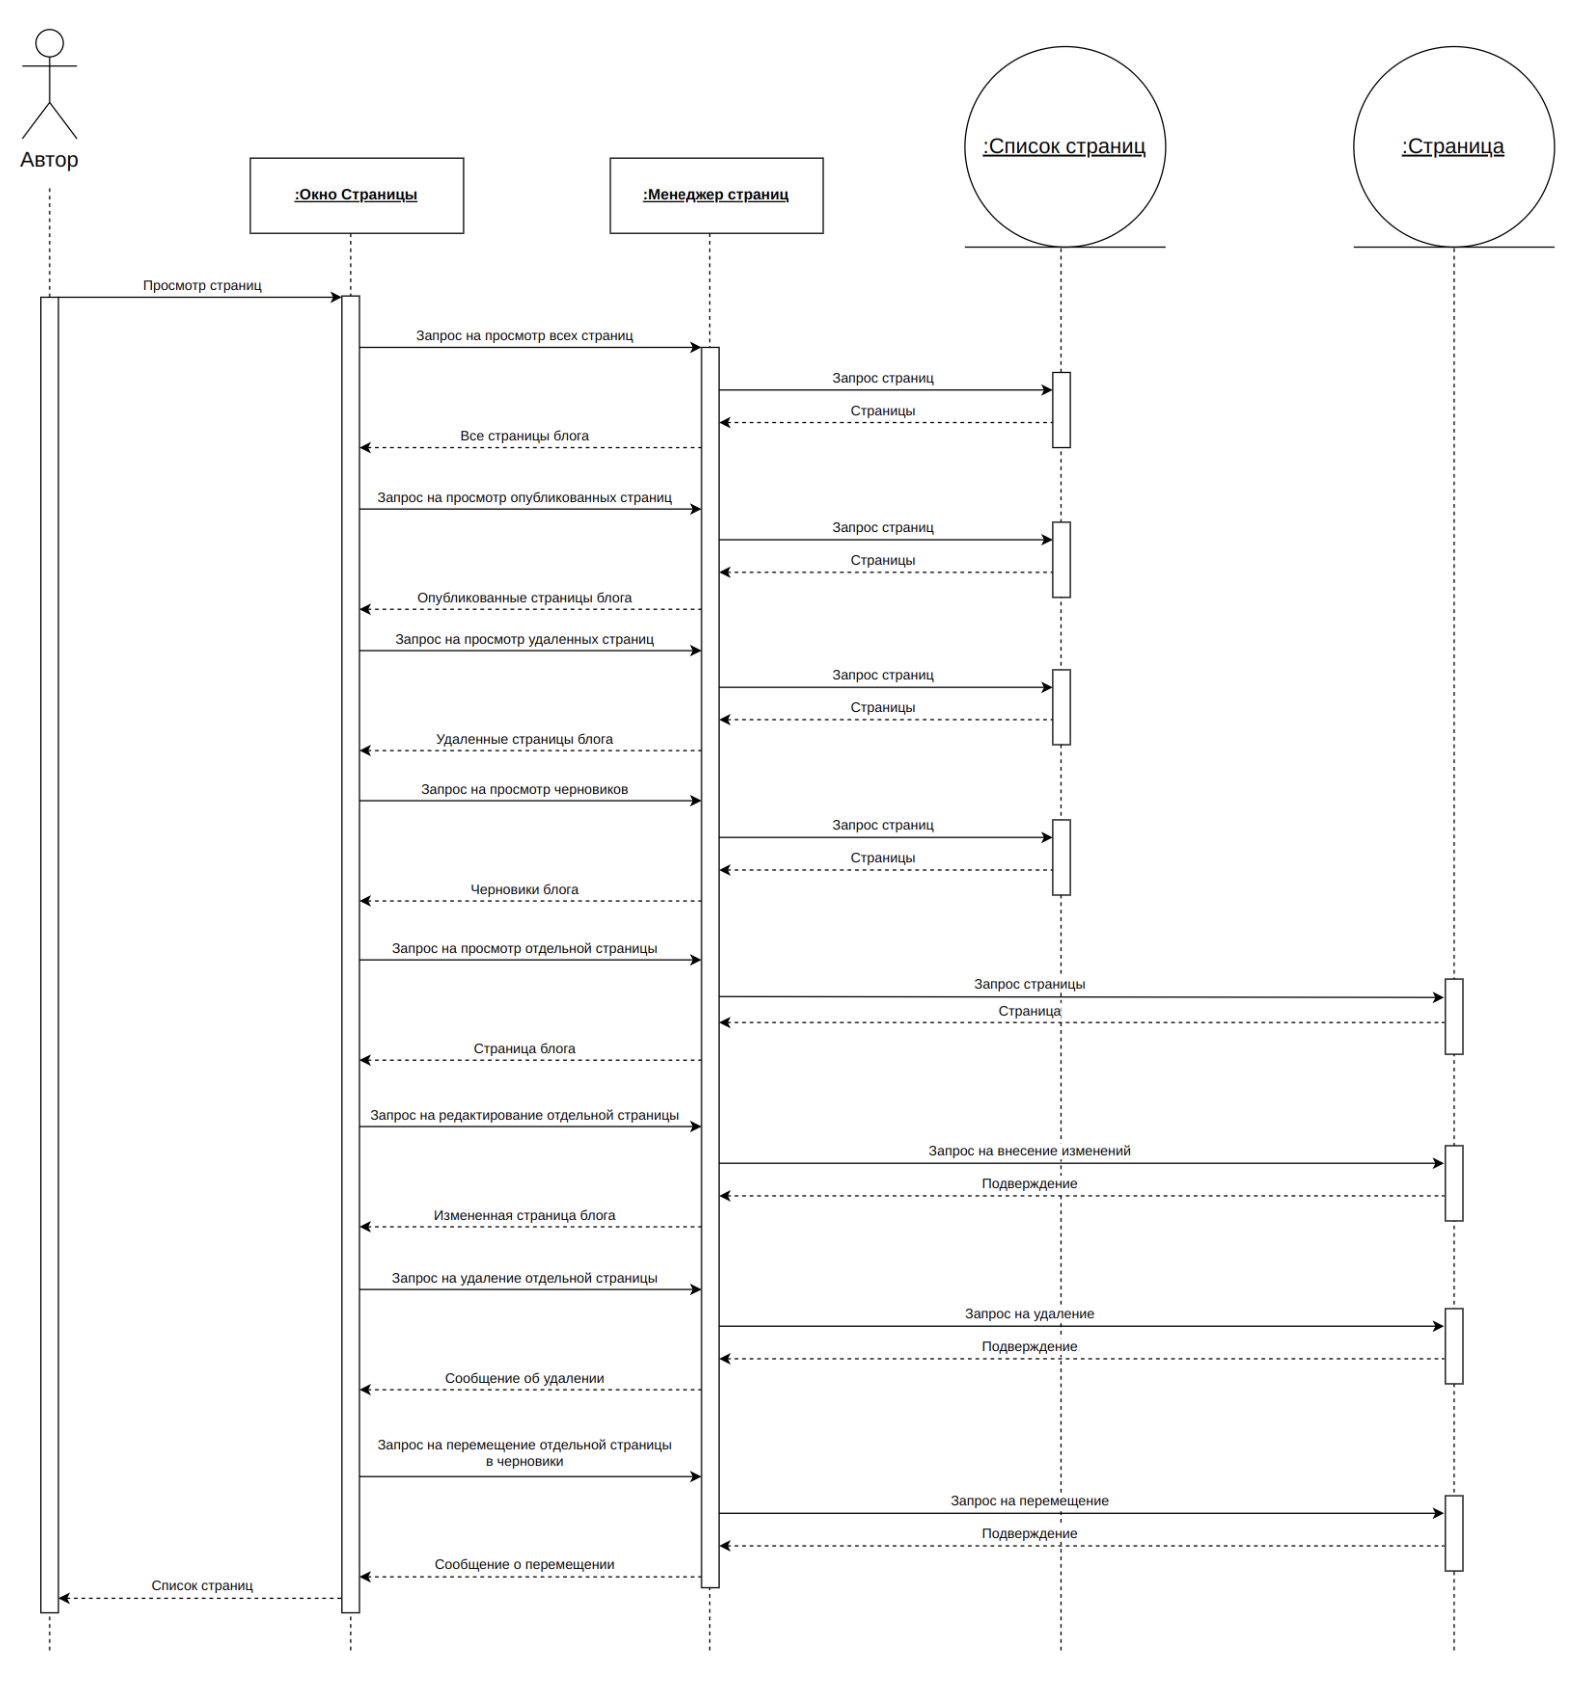 Автор
:Окно Страницы
:Менеджер страниц
:Список страниц
:Страница
Просмотр страниц
Запрос на просмотр всех страниц
Запрос страниц
Страницы
Все страницы блога
Запрос на просмотр опубликованных страниц
Запрос страниц
Страницы
Опубликованные страницы блога
Запрос на просмотр удаленных страниц
Запрос страниц
Страницы
Удаленные страницы блога
Запрос на просмотр черновиков
Запрос страниц
Страницы
Черновики блога
Запрос на просмотр отдельной страницы
Запрос страницы
Страница
Страница блога
Запрос на редактирование отдельной страницы
Запрос на внесение изменений
Подверждение
Измененная страница блога
Запрос на удаление отдельной страницы
Запрос на удаление
Подверждение
Сообщение об удалении
Запрос на перемещение отдельной страницы
в черновики
Запрос на перемещение
Подверждение
Сообщение о перемещении
Список страниц